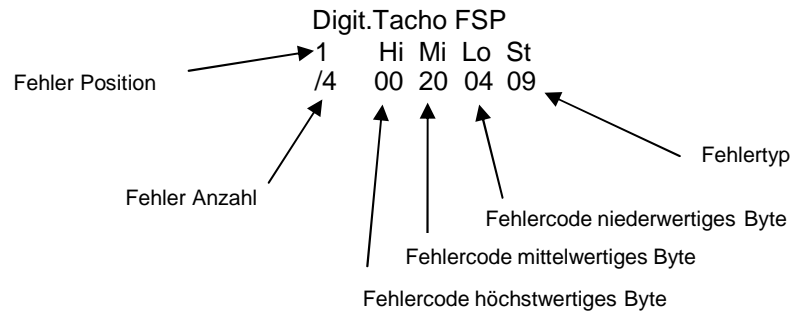 Digit.Tacho FSP
1 Hi Mi Lo St
/4 00 20 04 09
Fehler Position
Fehlertyp
Fehler Anzahl
Fehlercode niederwertiges Byte
Fehlercode mittelwertiges Byte
Fehlercode höchstwertiges Byte